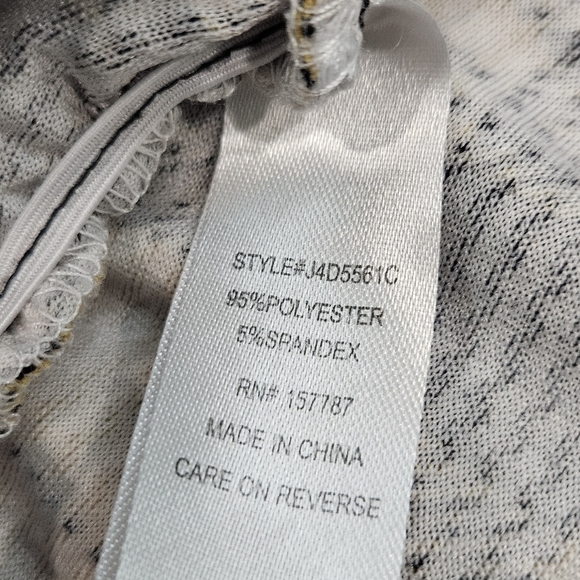 STYLE#J4D5561C
95%POLYESTER
5%SPANDEX
RN# 157787
MADE IN CHINA
CARE ON REVERSE